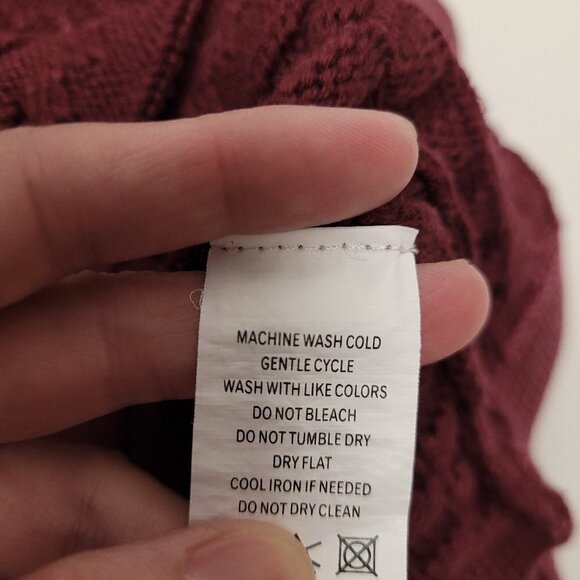 MACHINE WASH COLD
GENTLE CYCLE
WASH WITH LIKE COLORS
DO NOT BLEACH
DO NOT TUMBLE DRY
DRY FLAT
COOL IRON IF NEEDED
DO NOT DRY CLEAN